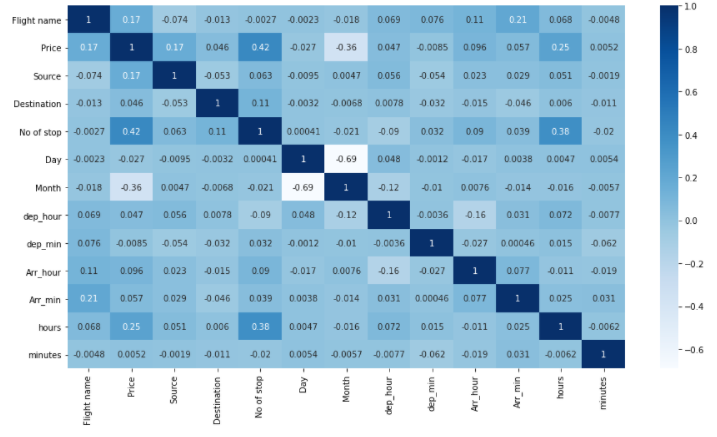 Flight name 1 0.17 -0.074 -0.013 -0.0027 -0.0023 -0.018 0.069 0.076 0.11 0.21 0.068 -0.0048
Price 0.17 1 0.17 0.046 0.42 -0.027 -0.36 0.047 -0.0085 0.096 0.057 0.25 0.0052
Source -0.074 0.17 1 -0.053 0.063 -0.0095 0.0047 0.056 -0.054 0.023 0.029 0.051 -0.0019
Destination -0.013 0.046 -0.053 1 0.11 -0.0032 -0.0068 0.0078 -0.032 -0.015 -0.046 0.006 -0.011
No of stop -0.0027 0.42 0.063 0.11 1 0.00041 -0.021 -0.09 0.032 0.09 0.039 0.38 -0.02
Day -0.0023 -0.027 -0.0095 -0.0032 0.00041 1 -0.69 0.048 -0.0012 -0.017 0.0038 0.0047 0.0054
Month -0.018 -0.36 0.0047 -0.0068 -0.021 -0.69 1 -0.12 -0.01 0.0076 -0.014 -0.016 -0.0057
dep_hour 0.069 0.047 0.056 0.0078 -0.09 0.048 -0.12 1 -0.0036 -0.16 0.031 0.072 -0.0077
dep_min 0.076 -0.0085 -0.054 -0.032 0.032 -0.0012 -0.01 -0.0036 1 -0.027 0.00046 0.015 -0.062
Arr_hour 0.11 0.096 0.023 -0.015 0.09 -0.017 0.0076 -0.16 -0.027 1 0.077 -0.011 -0.019
Arr_min 0.21 0.057 0.029 -0.046 0.039 0.0038 -0.014 0.031 0.00046 0.077 1 0.025 0.031
hours 0.068 0.25 0.051 0.006 0.38 0.0047 -0.016 0.072 0.015 -0.011 0.025 1 -0.0062
minutes -0.0048 0.0052 -0.0019 -0.011 -0.02 0.0054 -0.0057 -0.0077 -0.062 -0.019 0.031 -0.0062 1
Flight name Price Source Destination No of stop Day Month dep_hour dep_min Arr_hour Arr_min hours minutes
1.0
0.8
0.6
0.4
0.2
0.0
-0.2
-0.4
-0.6